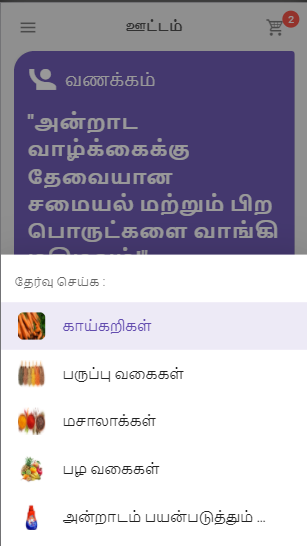 ஊட்டம்
2
வணக்கம்
"அன்றாட
வாழ்க்கைக்கு
தேவையான
சமையல் மற்றும் பிற
பொருட்களை வாங்கி
தேர்வு செய்க :
காய்கறிகள்
பருப்பு வகைகள்
மசாலாக்கள்
பழ வகைகள்
அன்றாடம் பயன்படுத்தும் ...